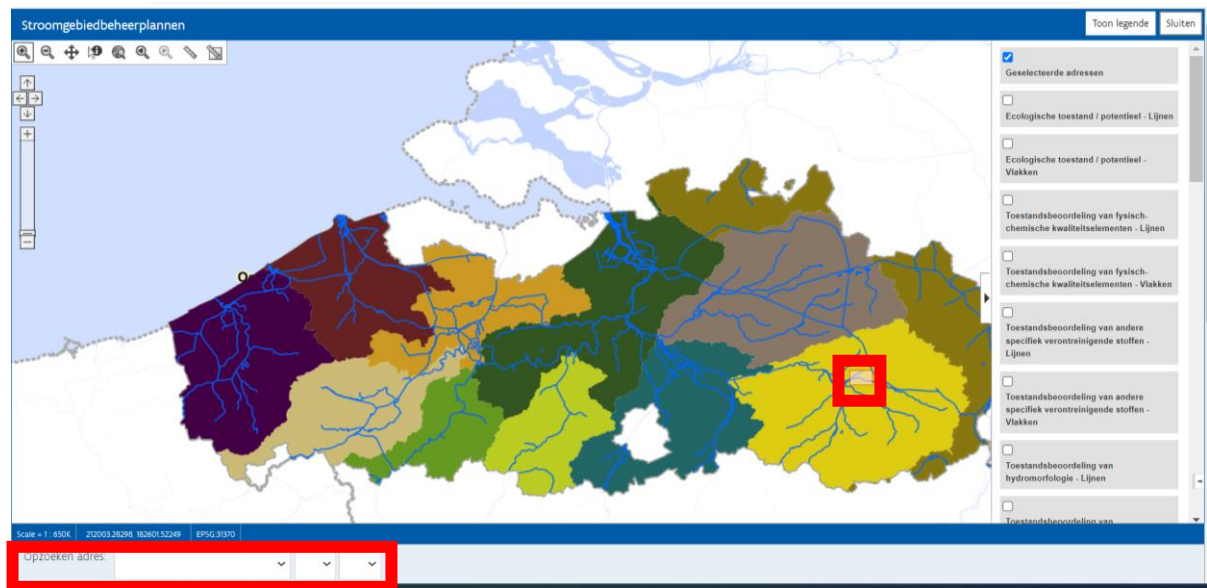 Stroomgebiedbeheerplannen
Toon legende
Sluiten
Geselecteerde adressen
Ecologische toestand / potentieel - Lijnen
Ecologische toestand / potentieel -
Vlakken
Toestandsbeoordeling van fysisch-
chemische kwaliteitselementen - Lijnen
Toestandsbeoordeling van fysisch-
chemische kwaliteitselementen - Vlakken
Toestandsbeoordeling van andere
specifiek verontreinigende stoffen -
Lijnen
Toestandsbeoordeling van andere
specifiek verontreinigende stoffen -
Vlakken
Toestandsbeoordeling van
hydromorfologie - Lijnen
Toestandsbeoordeling van
Scale = 1 : 650K
212003.28298, 182601.52249
EPSG:31370
Opzoeken adres: